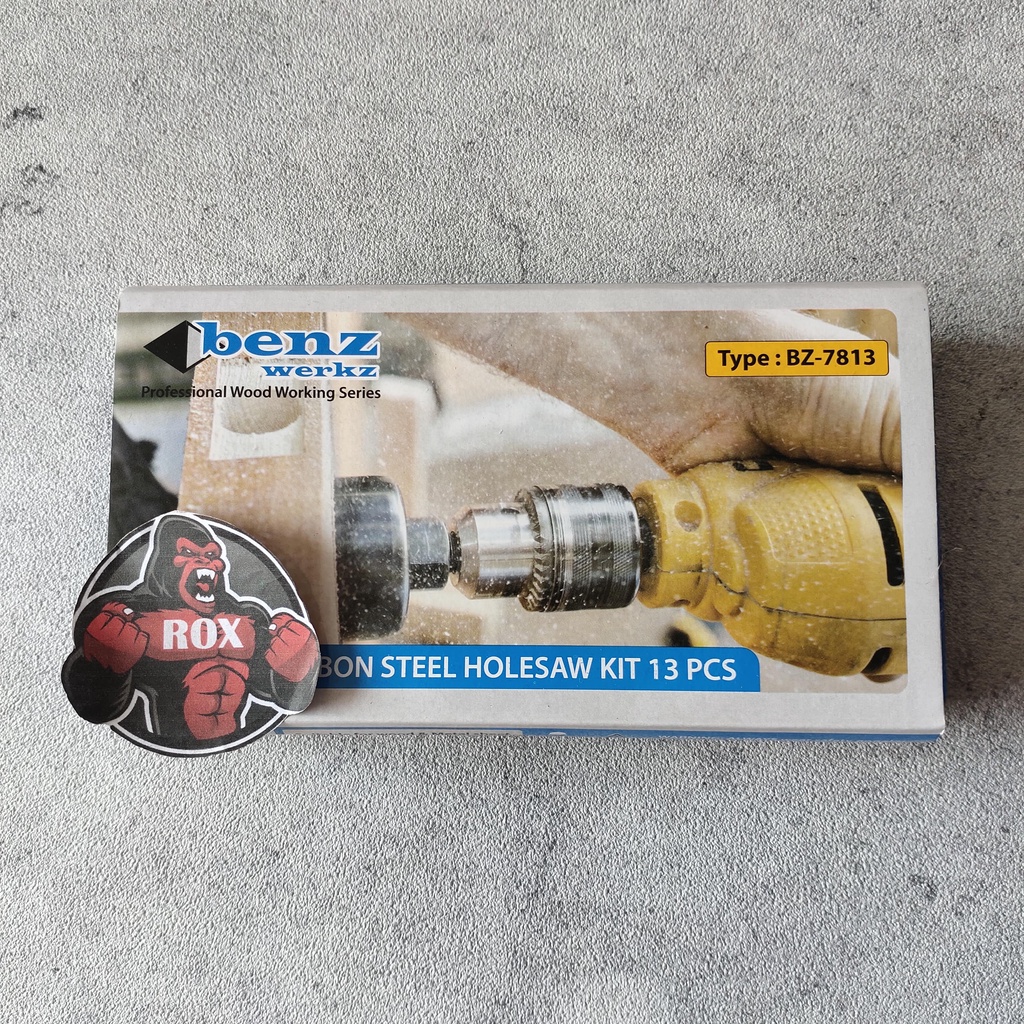 benz
werkz
Professional Wood Working Series
Type : BZ-7813
ROX
BON STEEL HOLESAW KIT 13 PCS